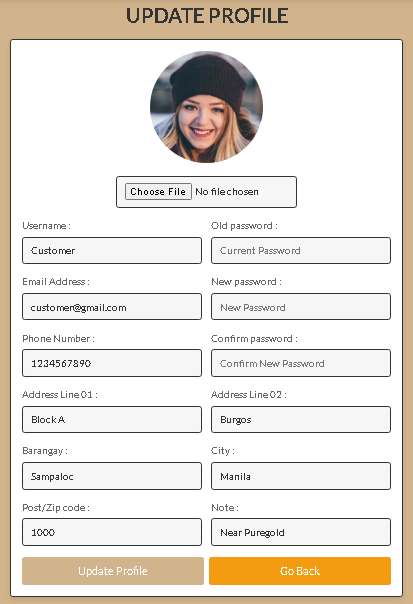 UPDATE PROFILE
Choose File No file chosen
Username : Old password :
Customer Current Password
Email Address : New password :
customer@gmail.com New Password
Phone Number : Confirm password :
1234567890 Confirm New Password
Address Line 01 : Address Line 02 :
Block A Burgos
Barangay : City :
Sampaloc Manila
Post/Zip code : Note :
1000 Near Puregold
Update Profile Go Back